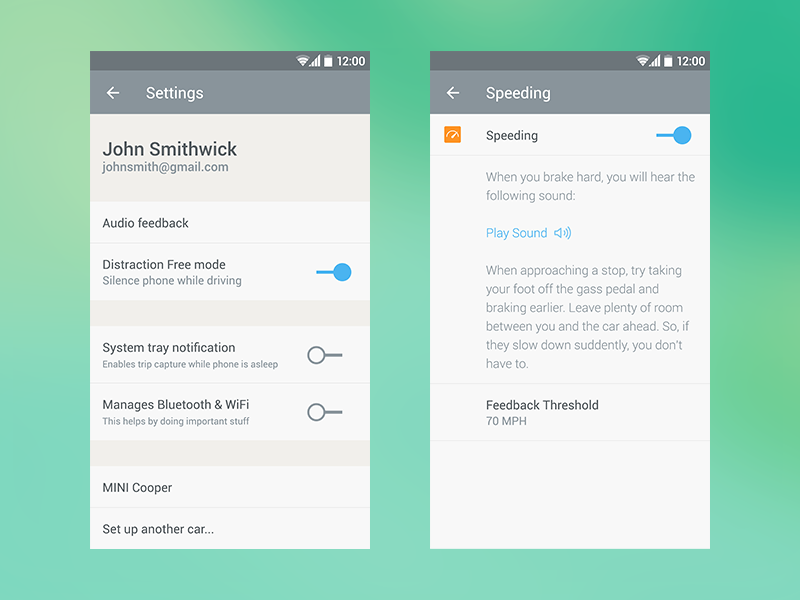 12:00
Settings
John Smithwick
johnsmith@gmail.com
Audio feedback
Distraction Free mode
Silence phone while driving
System tray notification
Enables trip capture while phone is asleep
Manages Bluetooth & WiFi
This helps by doing important stuff
MINI Cooper
Set up another car...
12:00
Speeding
Speeding
When you brake hard, you will hear the
following sound:
Play Sound
When approaching a stop, try taking
your foot off the gass pedal and
braking earlier. Leave plenty of room
between you and the car ahead. So, if
they slow down suddently, you don't
have to.
Feedback Threshold
70 MPH